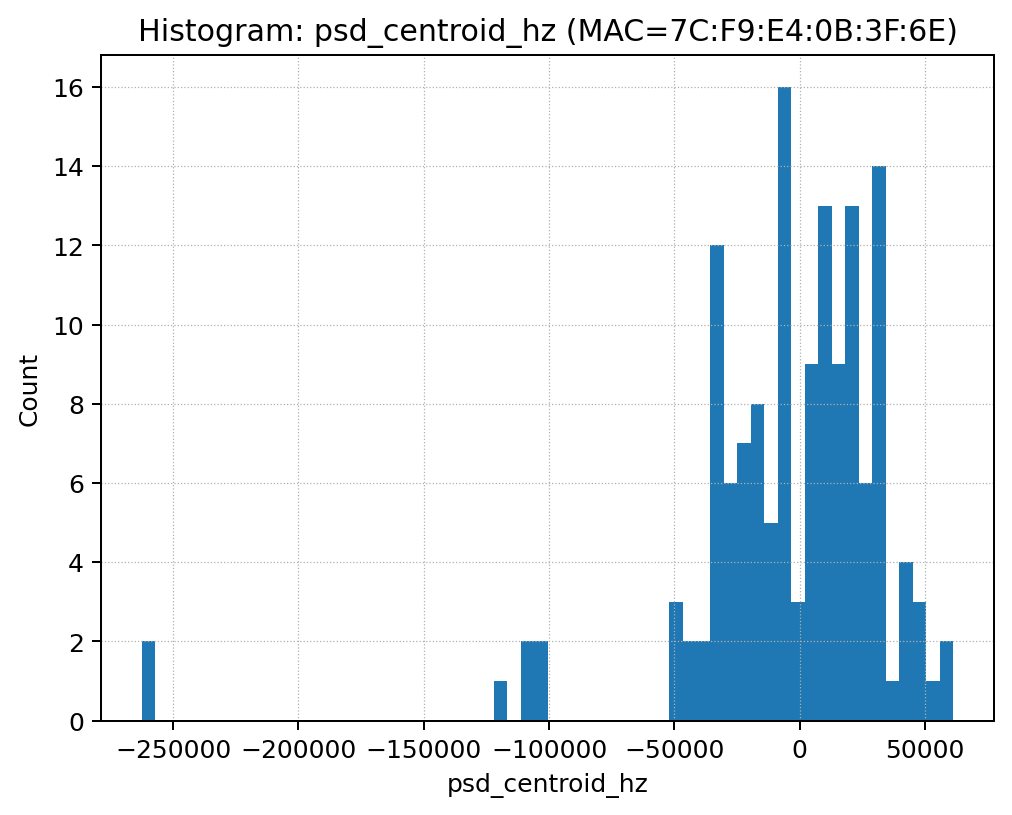 Histogram: psd_centroid_hz (MAC=7C:F9:E4:0B:3F:6E)
16
14
12
10
8
6
4
2
0
Count
−250000 −200000 −150000 −100000 −50000 0 50000
psd_centroid_hz